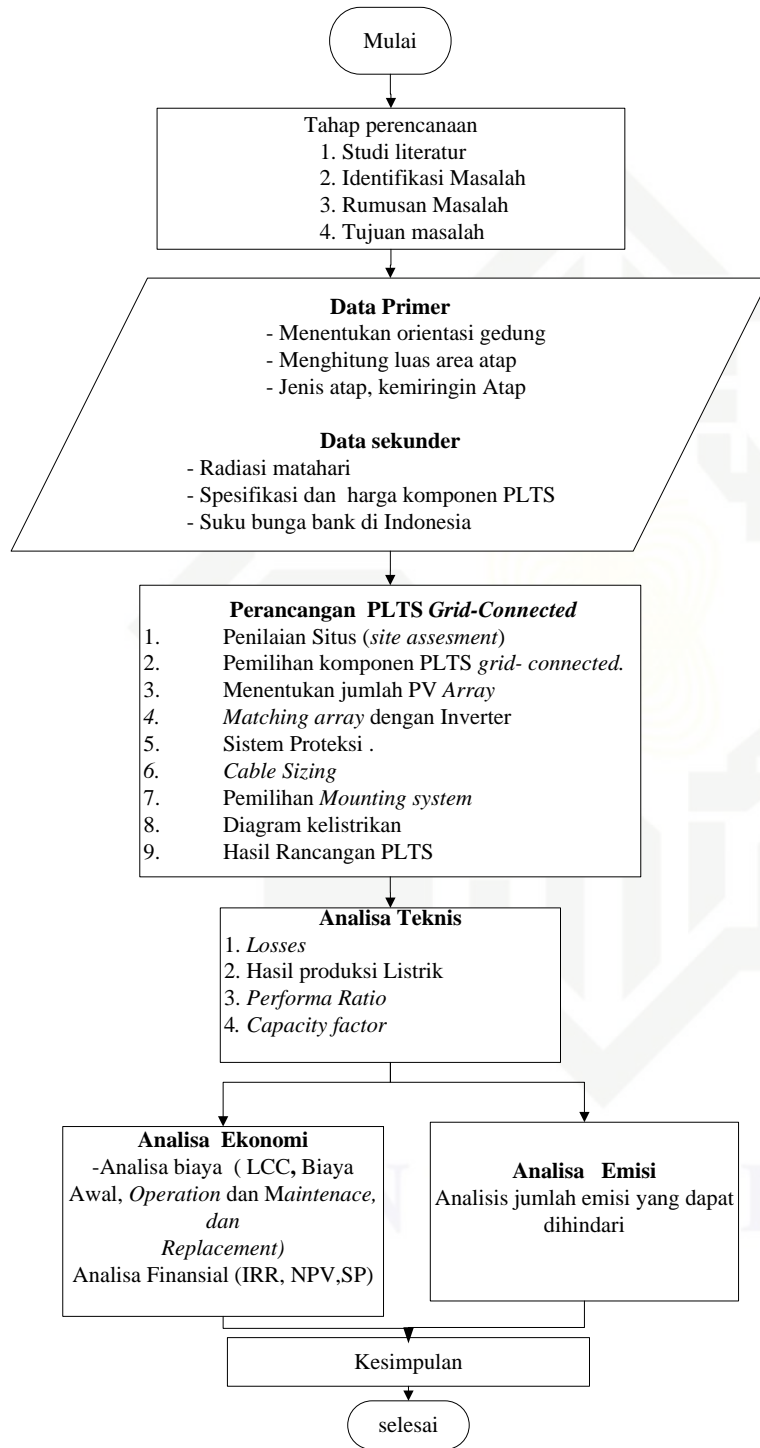 Mulai
Tahap perencanaan
1. Studi literatur
2. Identifikasi Masalah
3. Rumusan Masalah
4. Tujuan masalah
Data Primer
- Menentukan orientasi gedung
- Menghitung luas area atap
- Jenis atap, kemiringin Atap
Data sekunder
- Radiasi matahari
- Spesifikasi dan harga komponen PLTS
- Suku bunga bank di Indonesia
Perancangan PLTS Grid-Connected
1. Penilaian Situs (site assesment)
2. Pemilihan komponen PLTS grid- connected.
3. Menentukan jumlah PV Array
4. Matching array dengan Inverter
5. Sistem Proteksi .
6. Cable Sizing
7. Pemilihan Mounting system
8. Diagram kelistrikan
9. Hasil Rancangan PLTS
Analisa Teknis
1. Losses
2. Hasil produksi Listrik
3. Performa Ratio
4. Capacity factor
Analisa Ekonomi
-Analisa biaya ( LCC, Biaya
Awal, Operation dan Maintenace,
dan
Replacement)
Analisa Finansial (IRR, NPV,SP)
Analisa Emisi
Analisis jumlah emisi yang dapat
dihindari
Kesimpulan
selesai